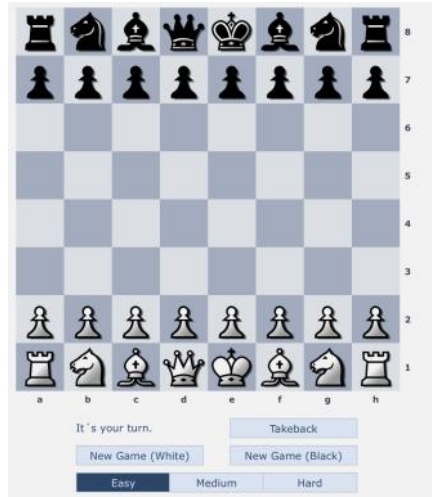 8
7
6
5
4
3
2
1
a b c d e f g h
It´s your turn.
Takeback
New Game (White)
New Game (Black)
Easy
Medium
Hard